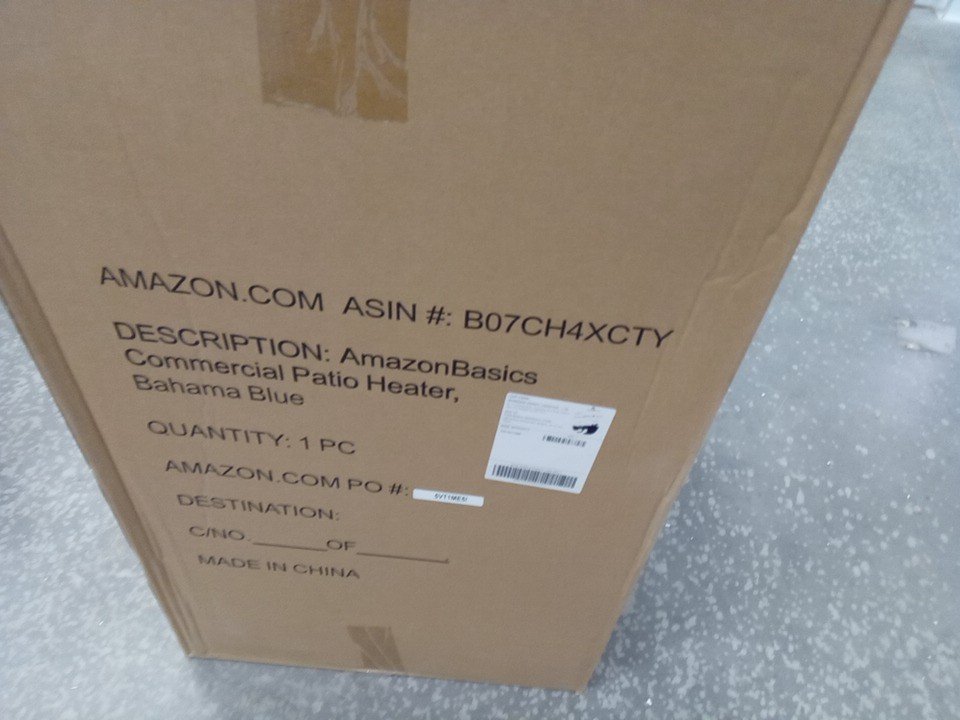 AMAZON.COM ASIN #: B07CH4XCTY
DESCRIPTION: AmazonBasics
Commercial Patio Heater,
Bahama Blue
QUANTITY: 1 PC
AMAZON.COM PO #:
DESTINATION:
C/NO. ______OF________.
MADE IN CHINA